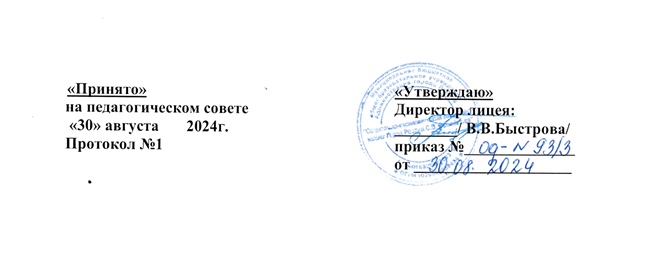 «Принято»
на педагогическом совете
«30» августа 2024г.
Протокол №1
«Утверждаю»
Директор лицея:
/ В.В.Быстрова/
приказ № од-N 93/3
от 30.08. 2024